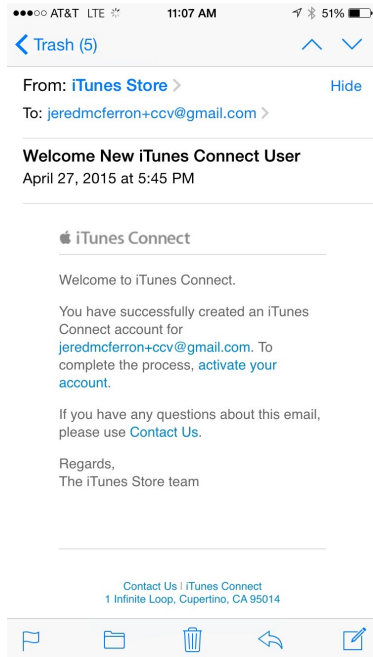 AT&T LTE 11:07 AM 51%
Trash (5)
From: iTunes Store Hide
To: jeredmcferron+ccv@gmail.com
Welcome New iTunes Connect User
April 27, 2015 at 5:45 PM
iTunes Connect
Welcome to iTunes Connect.
You have successfully created an iTunes
Connect account for
jeredmcferron+ccv@gmail.com. To
complete the process, activate your
account.
If you have any questions about this email,
please use Contact Us.
Regards,
The iTunes Store team
Contact Us | iTunes Connect
1 Infinite Loop, Cupertino, CA 95014